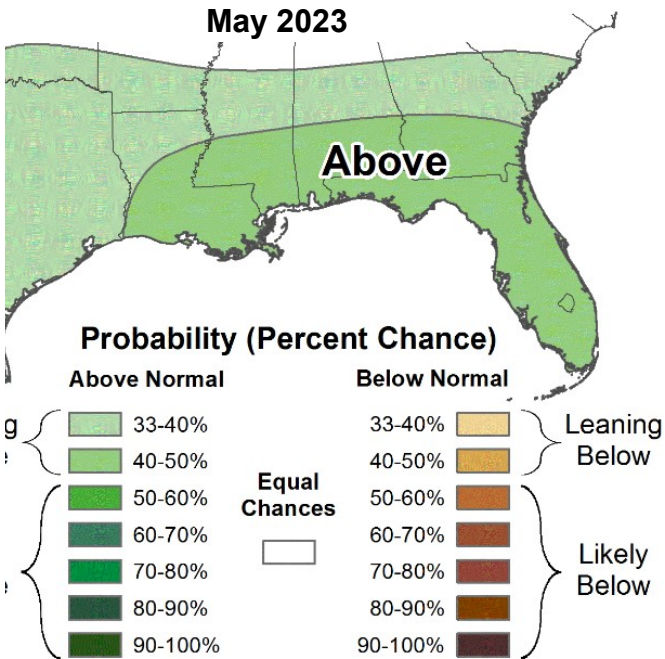 May 2023
Above
Probability (Percent Chance)
Above Normal
Below Normal
33-40%
40-50%
50-60%
60-70%
70-80%
80-90%
90-100%
Equal
Chances
33-40%
40-50%
50-60%
60-70%
70-80%
80-90%
90-100%
Leaning
Below
Likely
Below